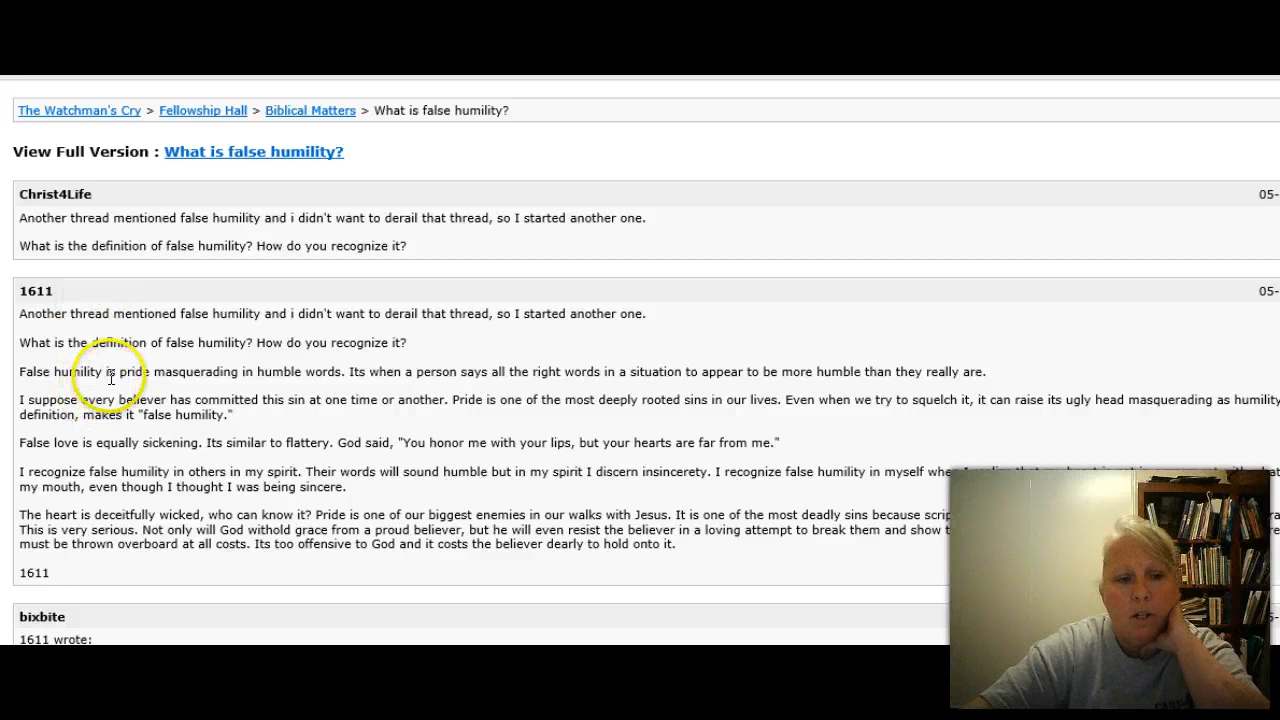 The Watchman's Cry > Fellowship Hall > Biblical Matters > What is false humility?
View Full Version : What is false humility?
Christ4Life 05-
Another thread mentioned false humility and i didn't want to derail that thread, so I started another one.
What is the definition of false humility? How do you recognize it?
1611 05-
Another thread mentioned false humility and i didn't want to derail that thread, so I started another one.
What is the definition of false humility? How do you recognize it?
False humility is pride masquerading in humble words. Its when a person says all the right words in a situation to appear to be more humble than they really are.
I suppose every believer has committed this sin at one time or another. Pride is one of the most deeply rooted sins in our lives. Even when we try to squelch it, it can raise its ugly head masquerading as humility
definition, makes it "false humility."
False love is equally sickening. Its similar to flattery. God said, "You honor me with your lips, but your hearts are far from me."
I recognize false humility in others in my spirit. Their words will sound humble but in my spirit I discern insincerety. I recognize false humility in myself
my mouth, even though I thought I was being sincere.
The heart is deceitfully wicked, who can know it? Pride is one of our biggest enemies in our walks with Jesus. It is one of the most deadly sins because
This is very serious. Not only will God withold grace from a proud believer, but he will even resist the believer in a loving attempt to break them and show
must be thrown overboard at all costs. Its too offensive to God and it costs the believer dearly to hold onto it.
1611
bixbite
1611 wrote: